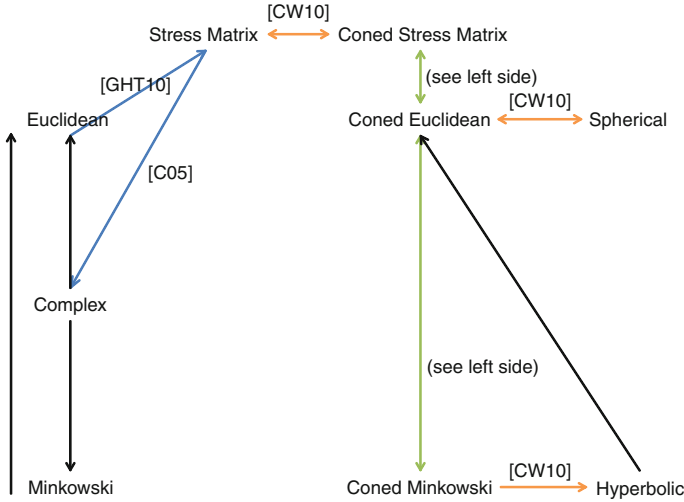 [CW10]
Stress Matrix
Coned Stress Matrix
[GHT10]
(see left side)
[CW10]
Euclidean
Coned Euclidean
Spherical
[C05]
Complex
(see left side)
[CW10]
Minkowski
Coned Minkowski
Hyperbolic